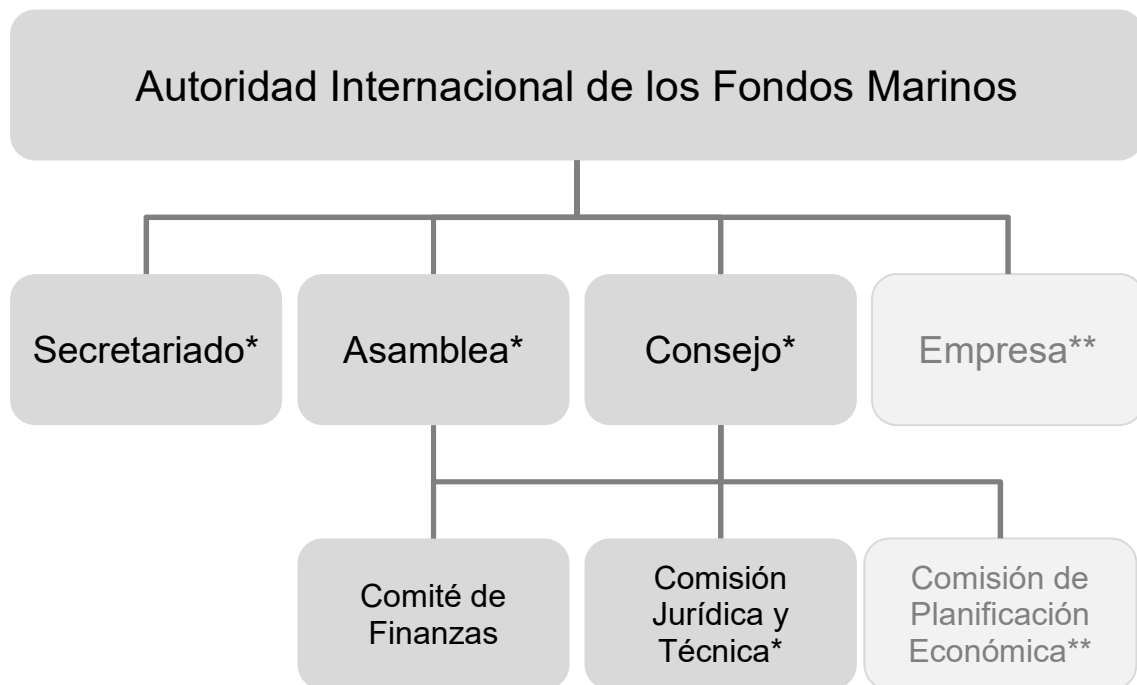 Autoridad Internacional de los Fondos Marinos
Secretariado*
Asamblea*
Consejo*
Empresa**
Comité de
Finanzas
Comisión
Jurídica y
Técnica*
Comisión de
Planificación
Económica**